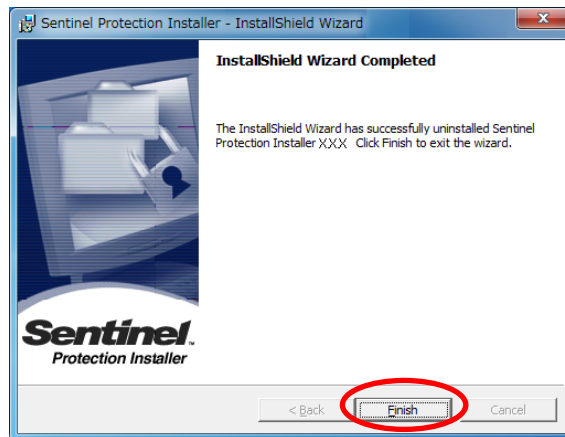 Sentinel Protection Installer - InstallShield Wizard
InstallShield Wizard Completed
The InstallShield Wizard has successfully uninstalled Sentinel
Protection Installer XXX Click Finish to exit the wizard.
Sentinel.
Protection Installer
< Back
Finish
Cancel